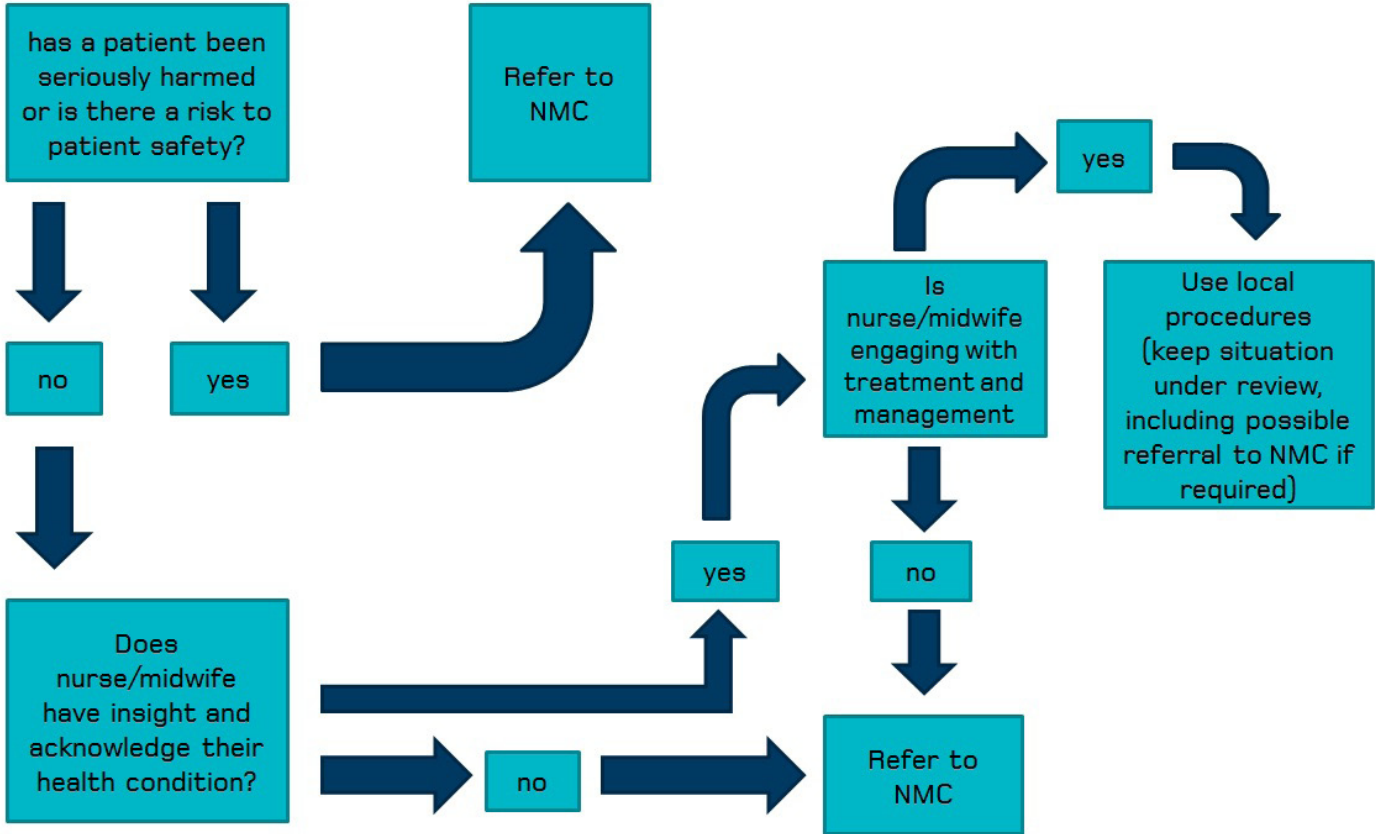 has a patient been
seriously harmed
or is there a risk to
patient safety?
Refer to
NMC
no
yes
Does
nurse/midwife
have insight and
acknowledge their
health condition?
yes
no
Is
nurse/midwife
engaging with
treatment and
management
yes
no
Use local
procedures
(keep situation
under review,
including possible
referral to NMC if
required)
Refer to
NMC